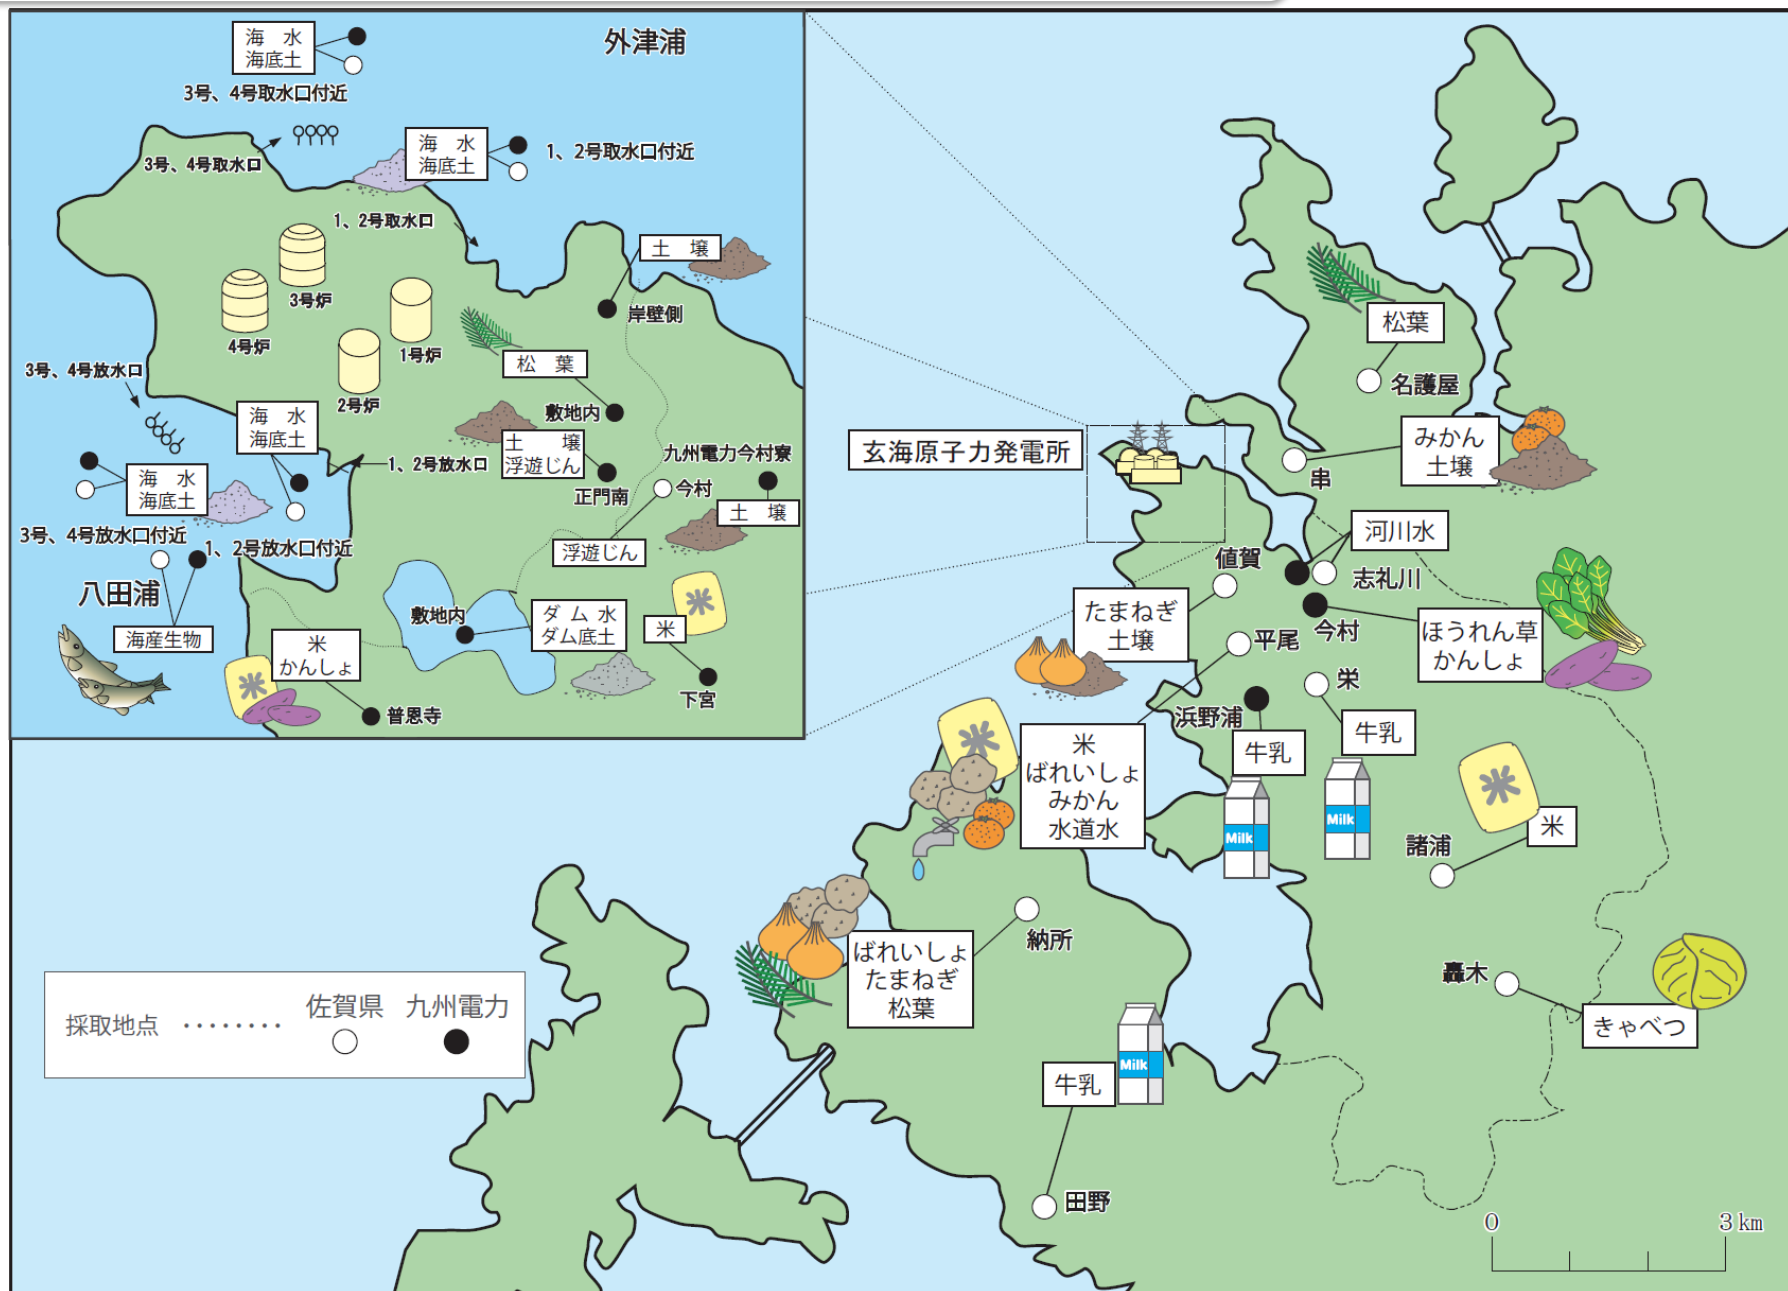 外津浦
海 水
海底土
3号、4号取水口付近
3号、4号取水口
海 水
海底土
1、2号取水口付近
1、2号取水口
土 壌
岸壁側
3号炉
4号炉
1号炉
2号炉
松 葉
敷地内
3号、4号放水口
海 水
海底土
1、2号放水口
土 壌
浮遊じん
正門南
九州電力今村寮
今村
土 壌
浮遊じん
海 水
海底土
3号、4号放水口付近
1、2号放水口付近
八田浦
海産生物
米
かんしょ
普恩寺
敷地内
ダ ム 水
ダム底土
米
下宮
玄海原子力発電所
松葉
名護屋
みかん
土壌
串
河川水
志礼川
値賀
たまねぎ
土壌
今村
ほうれん草
かんしょ
平尾
米
ばれいしょ
みかん
水道水
栄
牛乳
Milk
浜野浦
牛乳
Milk
米
諸浦
納所
ばれいしょ
たまねぎ
松葉
轟木
きゃべつ
牛乳
Milk
田野
採取地点 ········ 佐賀県 九州電力
0 3 km